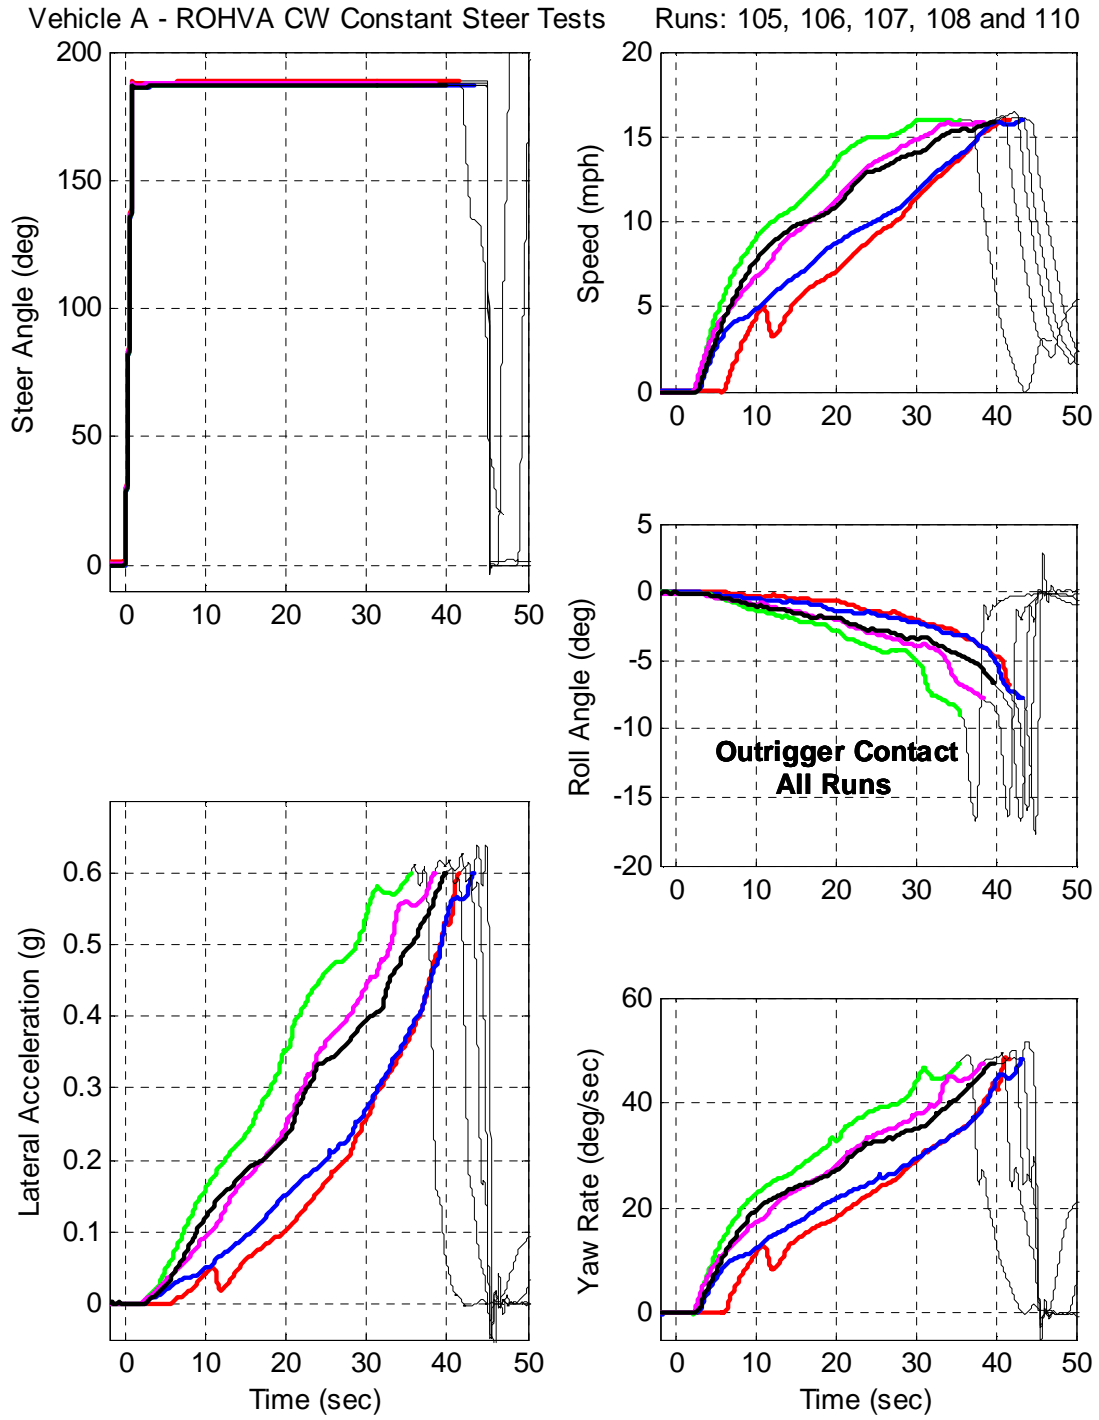 Vehicle A - ROHVA CW Constant Steer Tests Runs: 105, 106, 107, 108 and 110
200
150
100
50
0
Steer Angle (deg)
0 10 20 30 40 50
20
15
10
5
0
Speed (mph)
0 10 20 30 40 50
5
0
-5
-10
-15
-20
Roll Angle (deg)
Outrigger Contact
All Runs
0 10 20 30 40 50
0.6
0.5
0.4
0.3
0.2
0.1
0
Lateral Acceleration (g)
0 10 20 30 40 50
Time (sec)
60
40
20
0
Yaw Rate (deg/sec)
0 10 20 30 40 50
Time (sec)